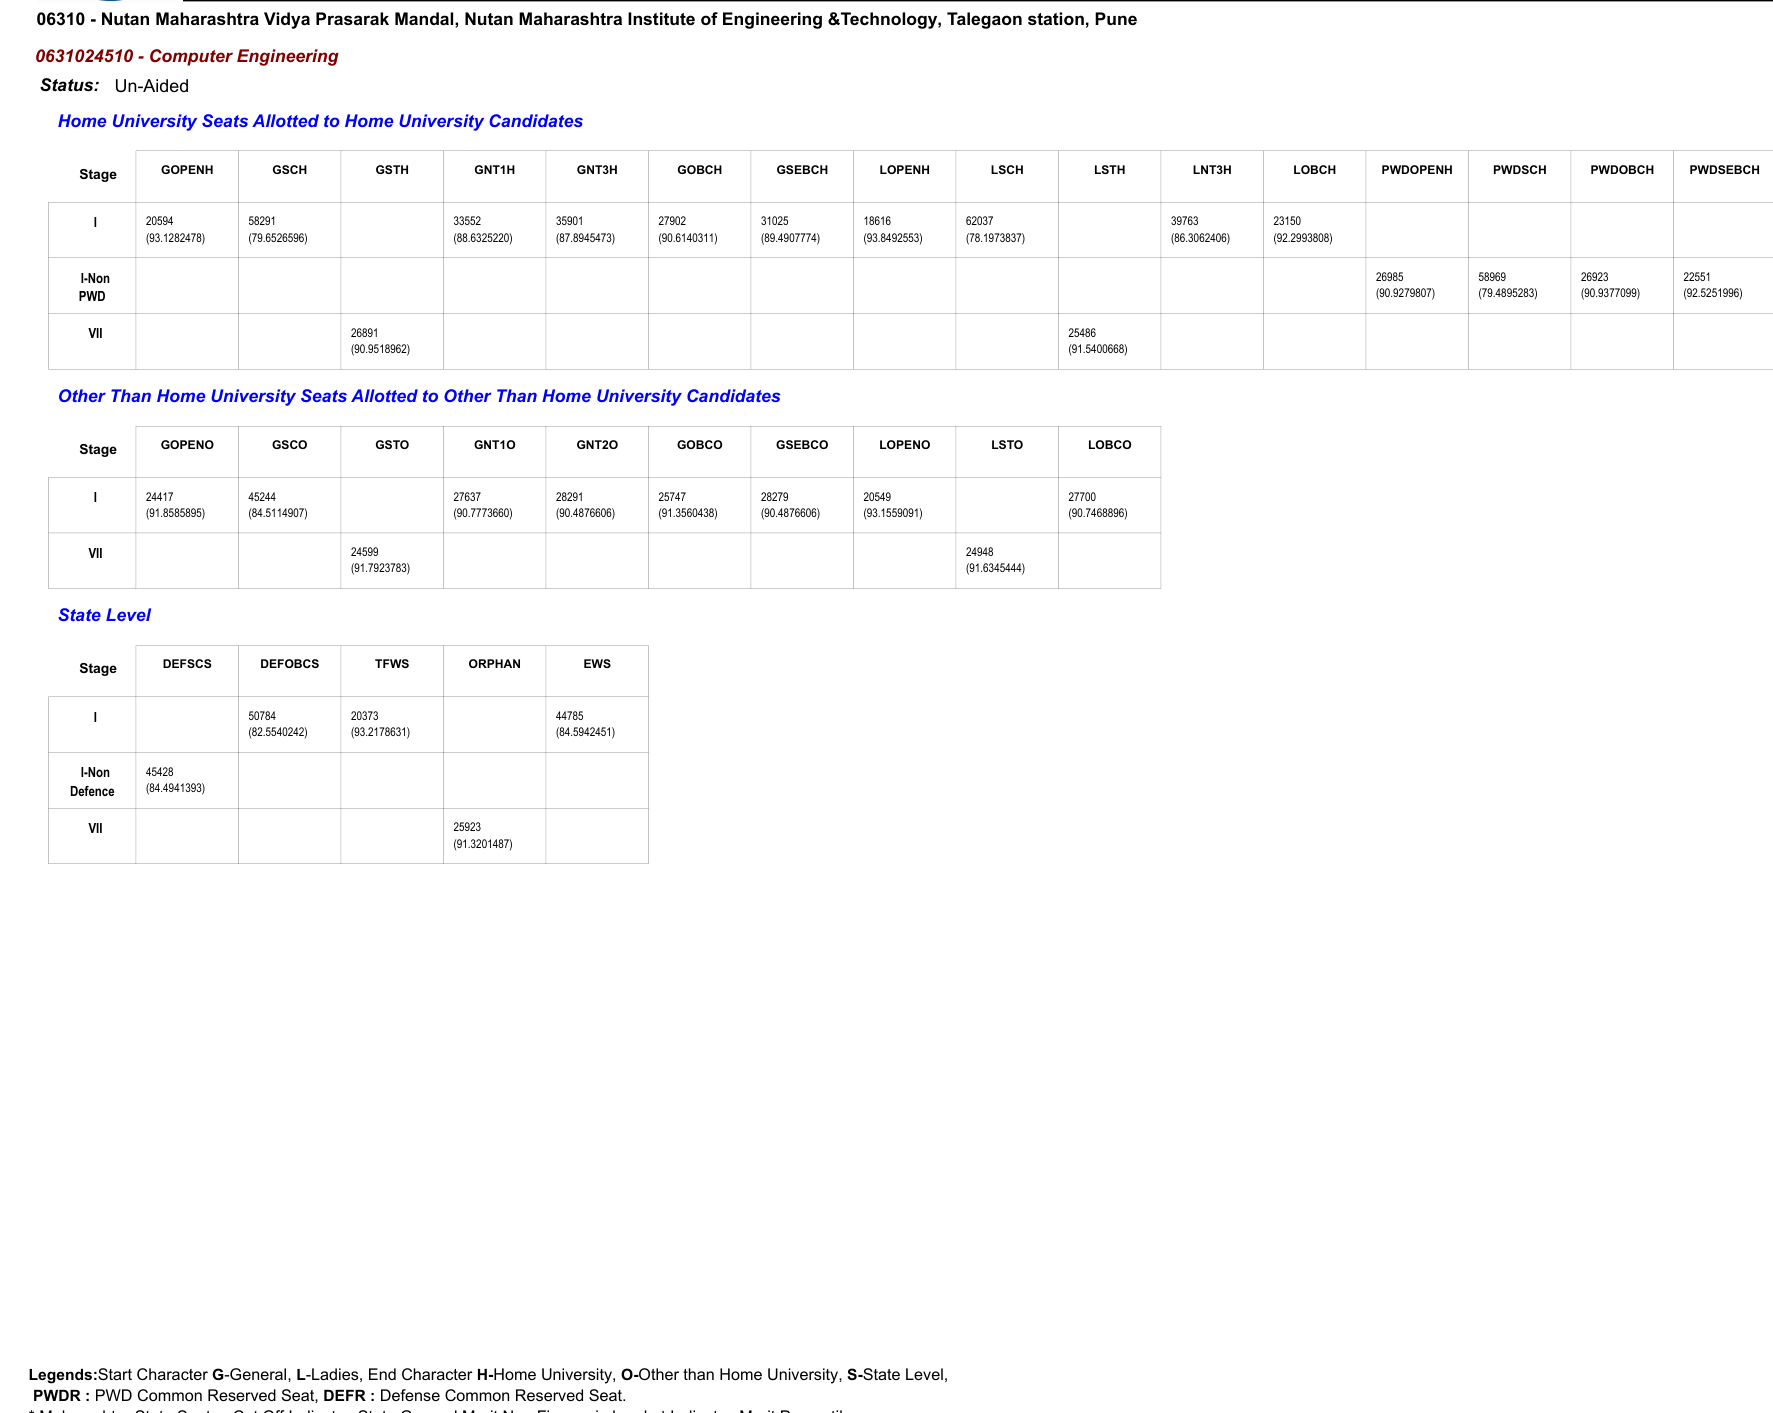 06310 - Nutan Maharashtra Vidya Prasarak Mandal, Nutan Maharashtra Institute of Engineering &Technology, Talegaon station, Pune
0631024510 - Computer Engineering
Status: Un-Aided
Home University Seats Allotted to Home University Candidates
Stage GOPENH GSCH GSTH GNT1H GNT3H GOBCH GSEBCH LOPENH LSCH LSTH LNT3H LOBCH PWDOPENH PWDSCH PWDOBCH PWDSEBCH
I 20594 58291 33552 35901 27902 31025 18616 62037 39763 23150
(93.1282478) (79.6526596) (88.6325220) (87.8945473) (90.6140311) (89.4907774) (93.8492553) (78.1973837) (86.3062406) (92.2993808)
I-Non 26985 58969 26923 22551
PWD (90.9279807) (79.4895283) (90.9377099) (92.5251996)
VII 26891 25486
(90.9518962) (91.5400668)
Other Than Home University Seats Allotted to Other Than Home University Candidates
Stage GOPENO GSCO GSTO GNT1O GNT2O GOBCO GSEBCO LOPENO LSTO LOBCO
I 24417 45244 27637 28291 25747 28279 20549 27700
(91.8585895) (84.5114907) (90.7773660) (90.4876606) (91.3560438) (90.4876606) (93.1559091) (90.7468896)
VII 24599 24948
(91.7923783) (91.6345444)
State Level
Stage DEFSCS DEFOBCS TFWS ORPHAN EWS
I 50784 20373 44785
(82.5540242) (93.2178631) (84.5942451)
I-Non 45428
Defence (84.4941393)
VII 25923
(91.3201487)
Legends:Start Character G-General, L-Ladies, End Character H-Home University, O-Other than Home University, S-State Level,
PWDR : PWD Common Reserved Seat, DEFR : Defense Common Reserved Seat.